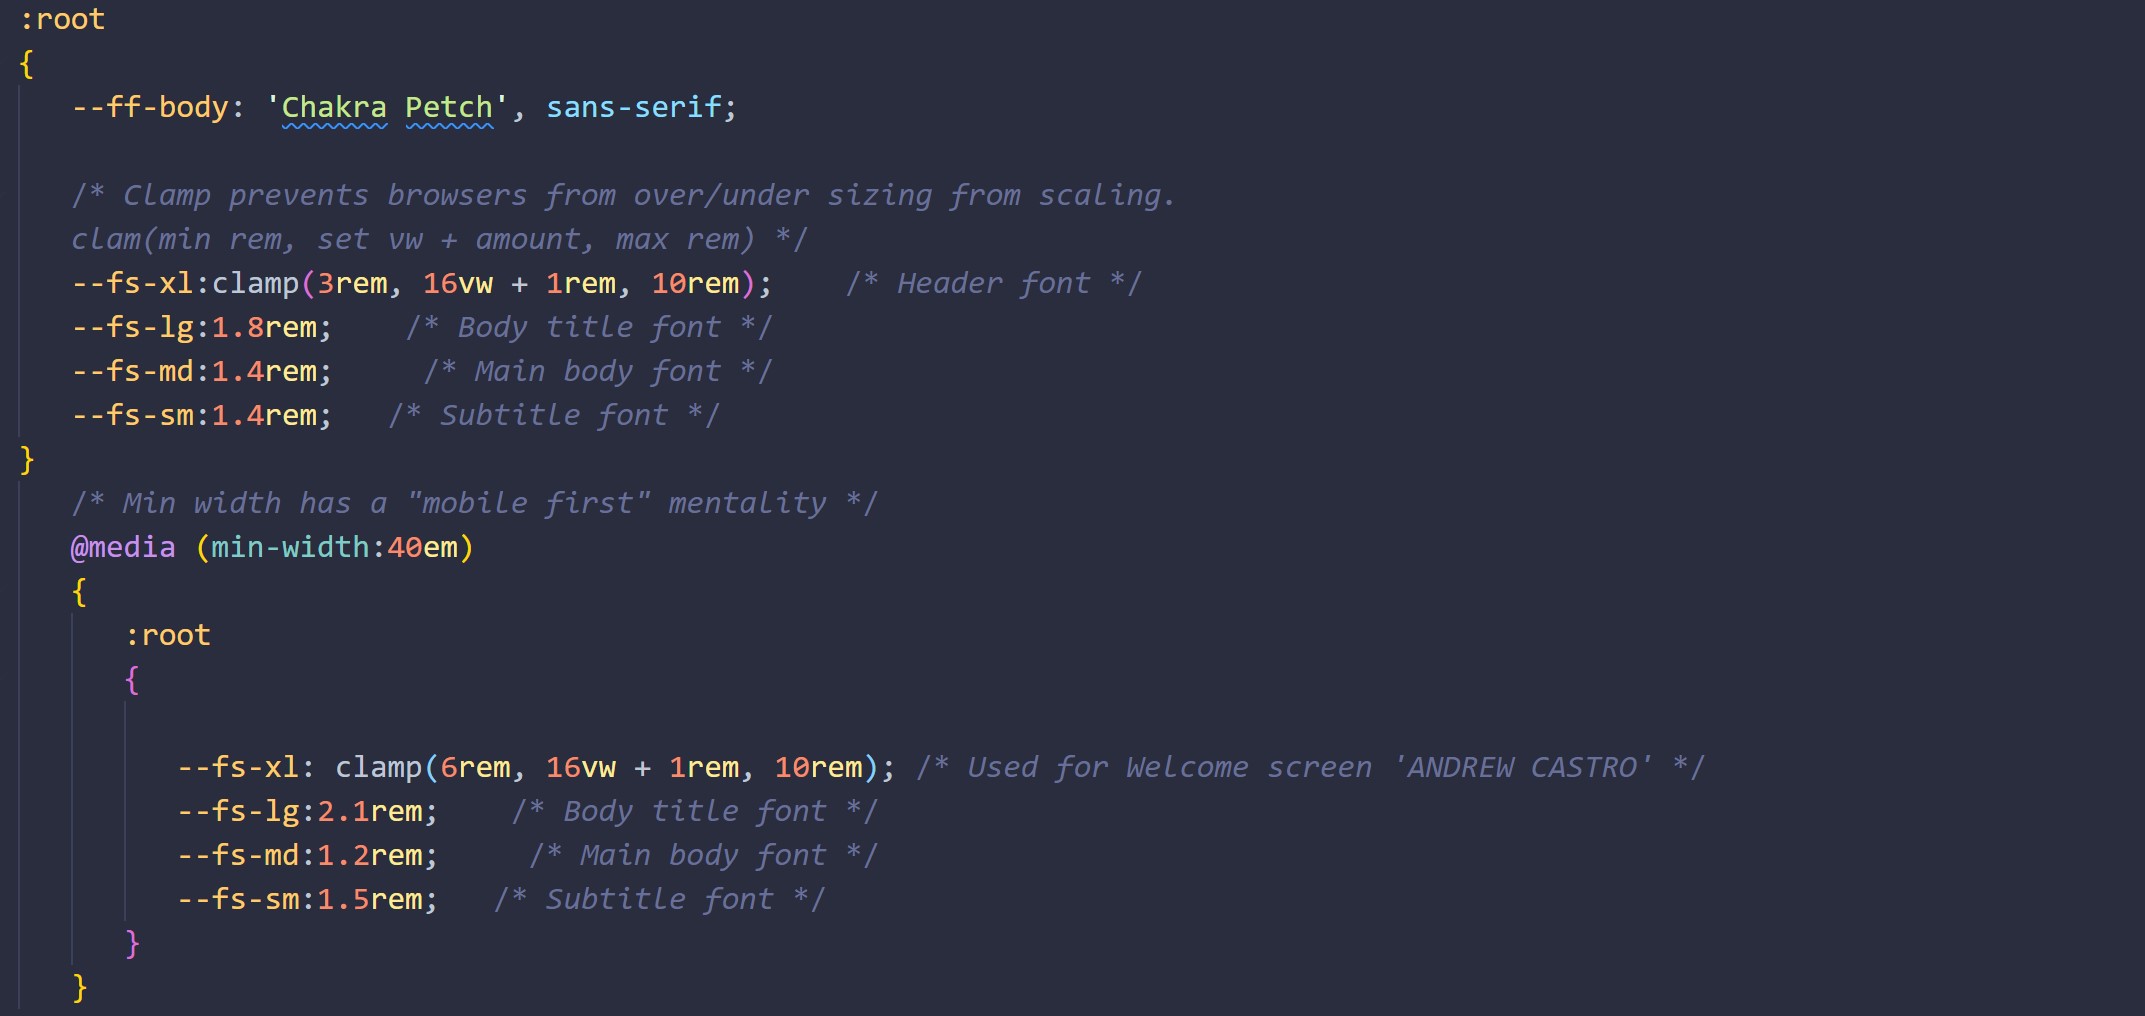 :root
{
--ff-body: 'Chakra Petch', sans-serif;
/* Clamp prevents browsers from over/under sizing from scaling.
clam(min rem, set vw + amount, max rem) */
--fs-xl:clamp(3rem, 16vw + 1rem, 10rem); /* Header font */
--fs-lg:1.8rem; /* Body title font */
--fs-md:1.4rem; /* Main body font */
--fs-sm:1.4rem; /* Subtitle font */
}
/* Min width has a "mobile first" mentality */
@media (min-width:40em)
{
:root
{
--fs-xl: clamp(6rem, 16vw + 1rem, 10rem); /* Used for Welcome screen 'ANDREW CASTRO' */
--fs-lg:2.1rem; /* Body title font */
--fs-md:1.2rem; /* Main body font */
--fs-sm:1.5rem; /* Subtitle font */
}
}